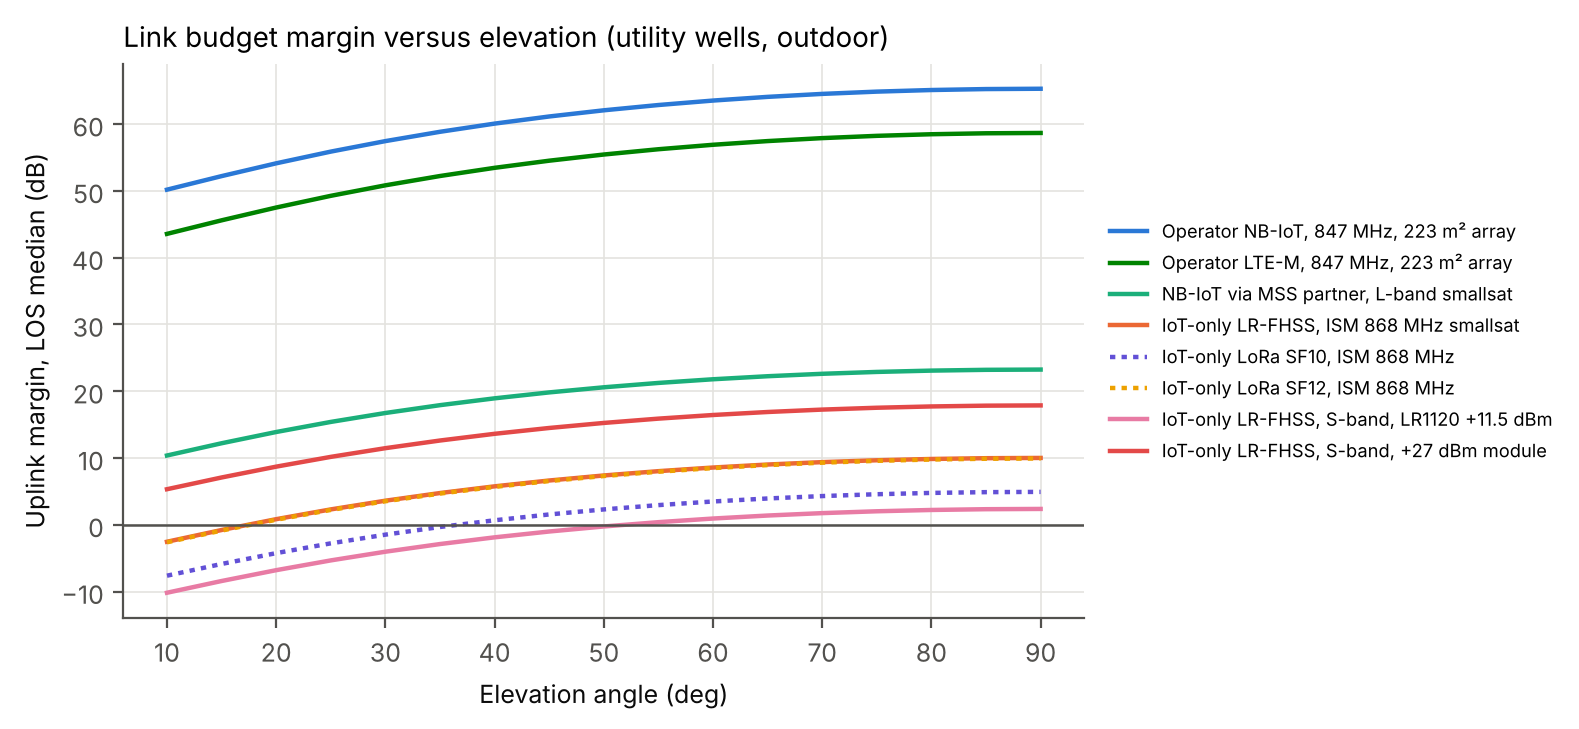 Link budget margin versus elevation (utility wells, outdoor)
Uplink margin, LOS median (dB)
60
50
40
30
20
10
0
−10
10 20 30 40 50 60 70 80 90
Elevation angle (deg)
Operator NB-IoT, 847 MHz, 223 m² array
Operator LTE-M, 847 MHz, 223 m² array
NB-IoT via MSS partner, L-band smallsat
IoT-only LR-FHSS, ISM 868 MHz smallsat
IoT-only LoRa SF10, ISM 868 MHz
IoT-only LoRa SF12, ISM 868 MHz
IoT-only LR-FHSS, S-band, LR1120 +11.5 dBm
IoT-only LR-FHSS, S-band, +27 dBm module